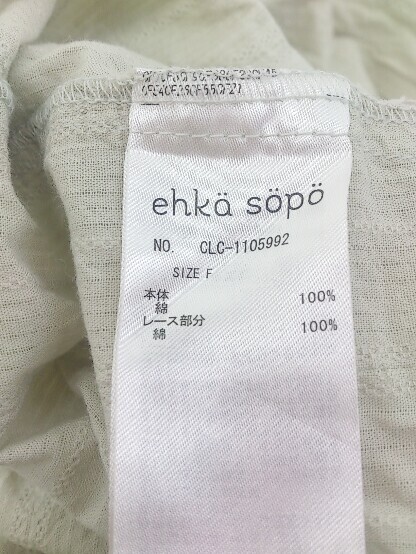 ehkä söpö
NO. CLC-1105992
SIZE F
本体
綿 100%
レース部分
綿 100%